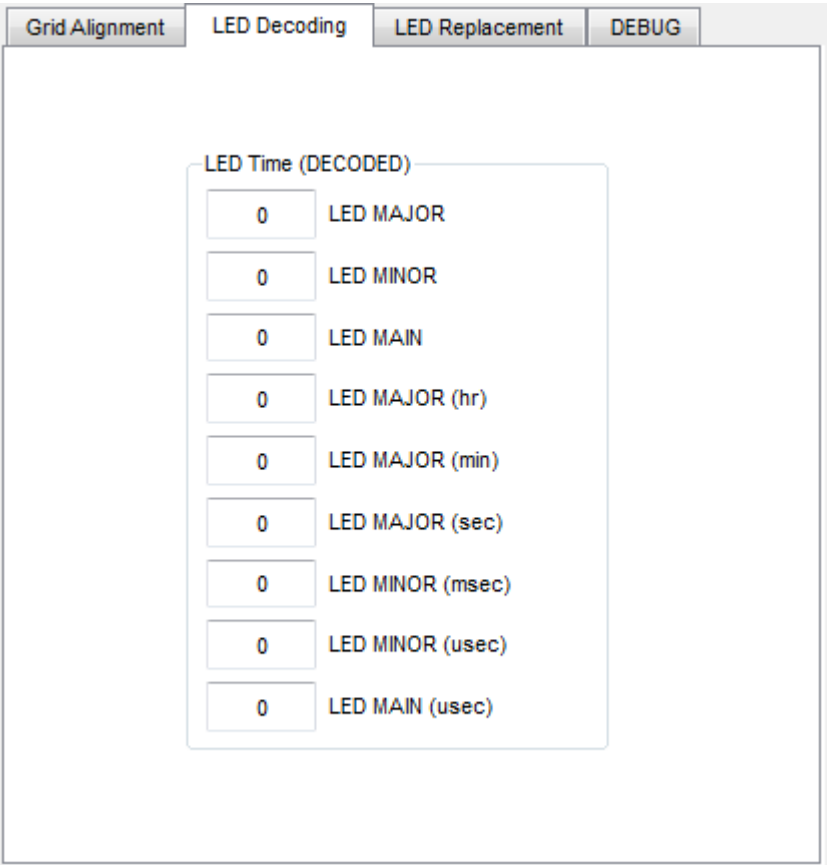 Grid Alignment LED Decoding LED Replacement DEBUG
LED Time (DECODED)
0 LED MAJOR
0 LED MINOR
0 LED MAIN
0 LED MAJOR (hr)
0 LED MAJOR (min)
0 LED MAJOR (sec)
0 LED MINOR (msec)
0 LED MINOR (usec)
0 LED MAIN (usec)